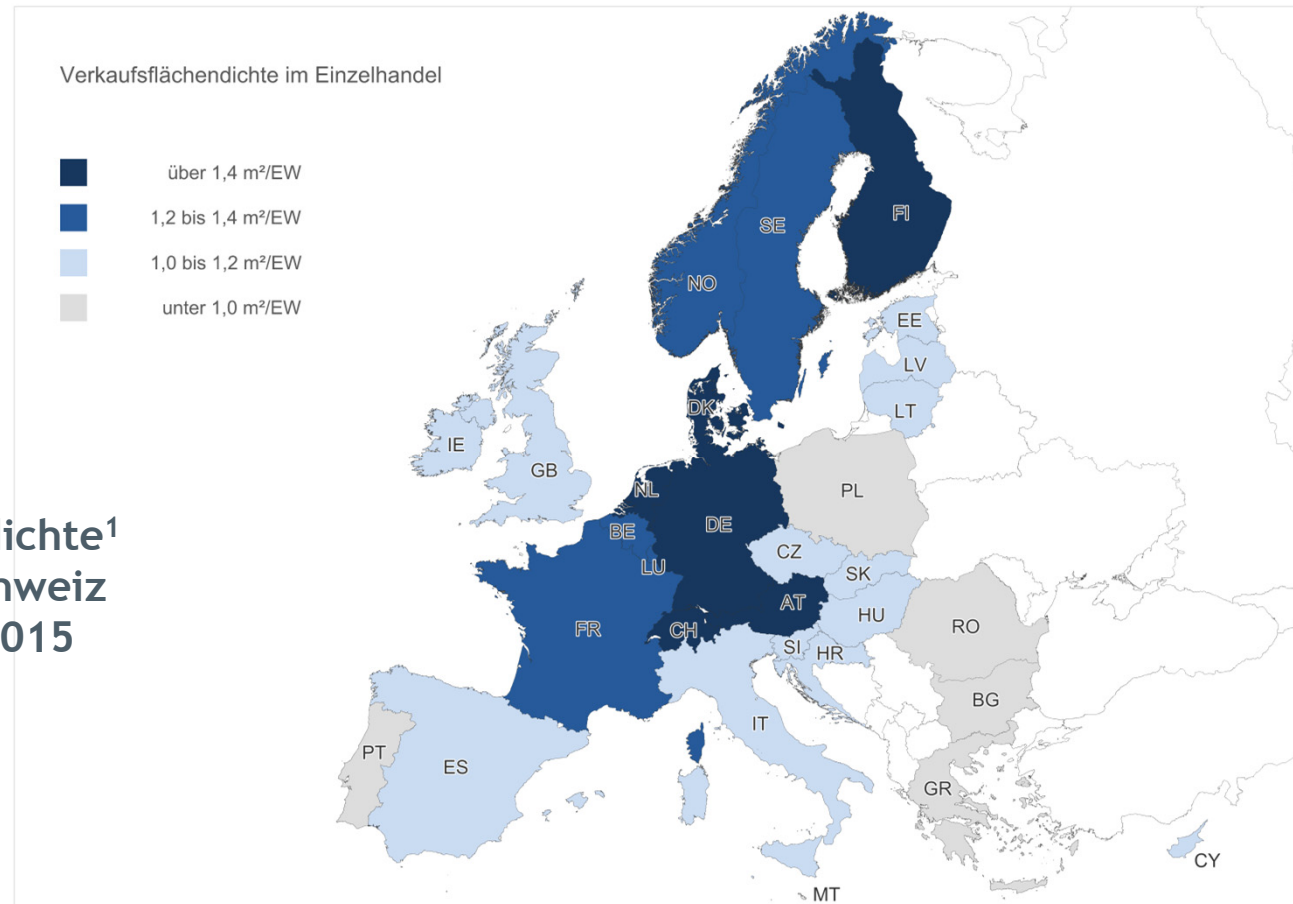 Verkaufsflächendichte im Einzelhandel
über 1,4 m²/EW
1,2 bis 1,4 m²/EW
1,0 bis 1,2 m²/EW
unter 1,0 m²/EW
FI
SE
NO
EE
LV
LT
DK
IE
GB
NL
PL
DE
BE
CZ
LU
SK
AT
HU
FR
CH
RO
SI
HR
BG
IT
PT
ES
GR
CY
MT
ichte¹
hweiz
015